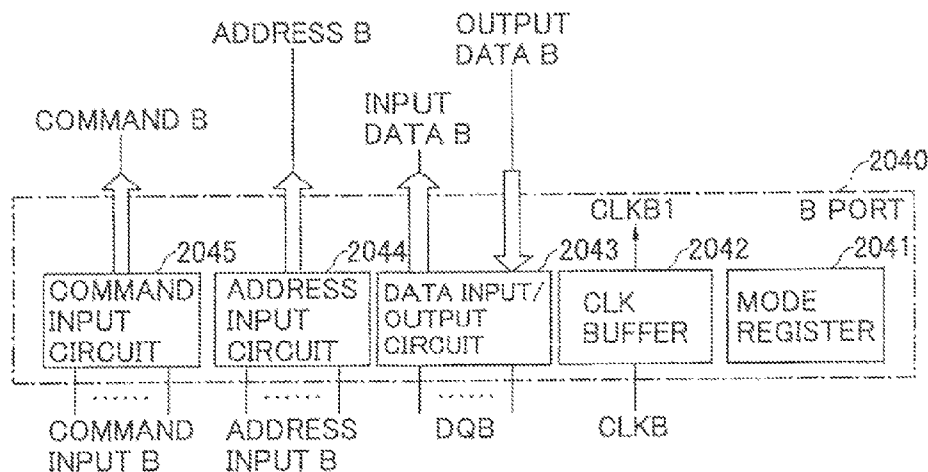 ADDRESS B
OUTPUT
DATA B
COMMAND B
INPUT
DATA B
2040
CLKB1
B PORT
2045
2044
2043
2042
2041
COMMAND
INPUT
CIRCUIT
ADDRESS
INPUT
CIRCUIT
DATA INPUT/
OUTPUT
CIRCUIT
CLK
BUFFER
MODE
REGISTER
COMMAND
INPUT B
ADDRESS
INPUT B
DQB
CLKB